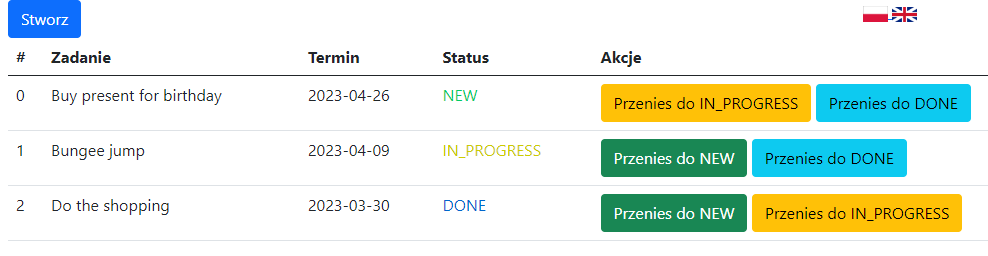 Stworz
# Zadanie Termin Status Akcje
0 Buy present for birthday 2023-04-26 NEW Przenies do IN_PROGRESS Przenies do DONE
1 Bungee jump 2023-04-09 IN_PROGRESS Przenies do NEW Przenies do DONE
2 Do the shopping 2023-03-30 DONE Przenies do NEW Przenies do IN_PROGRESS